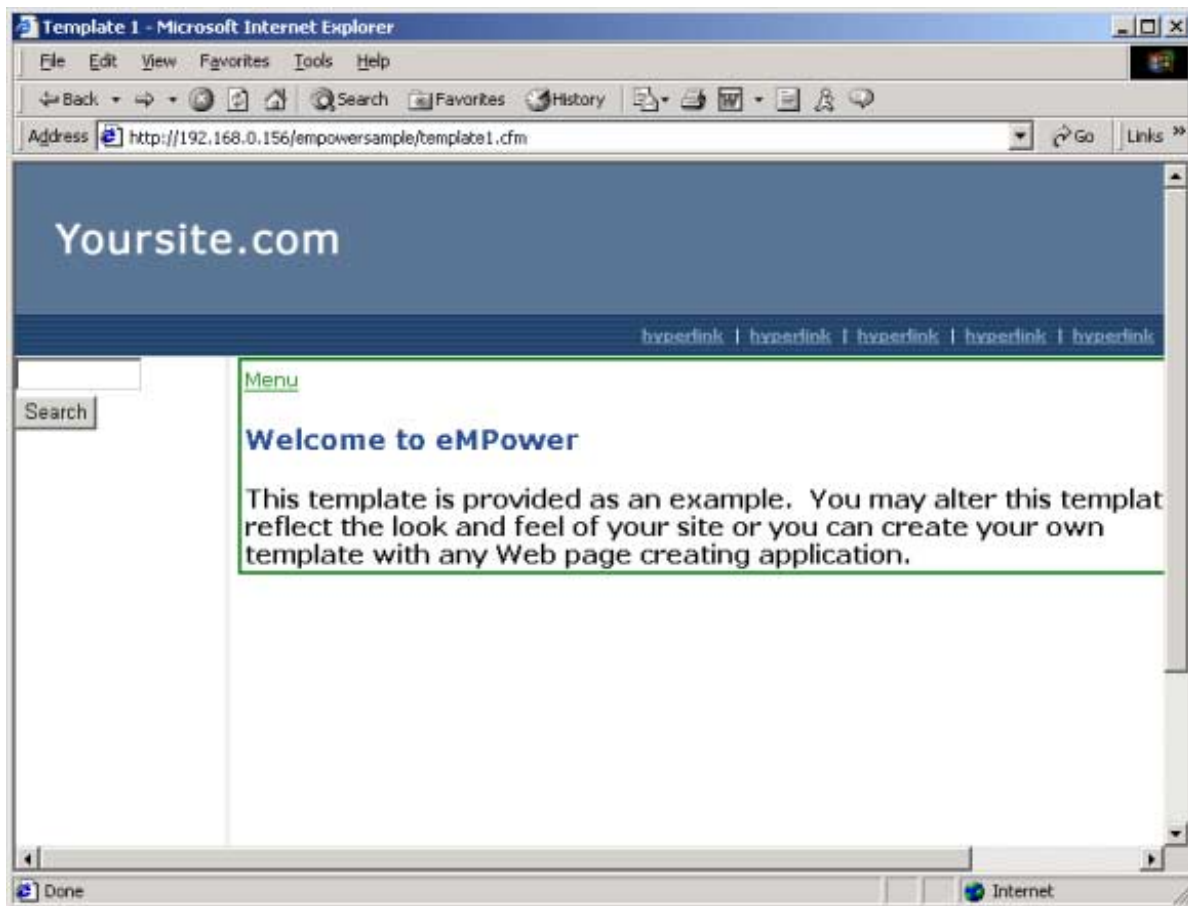 Template 1 - Microsoft Internet Explorer
File Edit View Favorites Tools Help
Back Search Favorites History
Address http://192.168.0.156/empowersample/template1.cfm Go Links »
Yoursite.com
hyperlink | hyperlink | hyperlink | hyperlink | hyperlink
Menu
Search
Welcome to eMPower
This template is provided as an example. You may alter this templat
reflect the look and feel of your site or you can create your own
template with any Web page creating application.
Done Internet